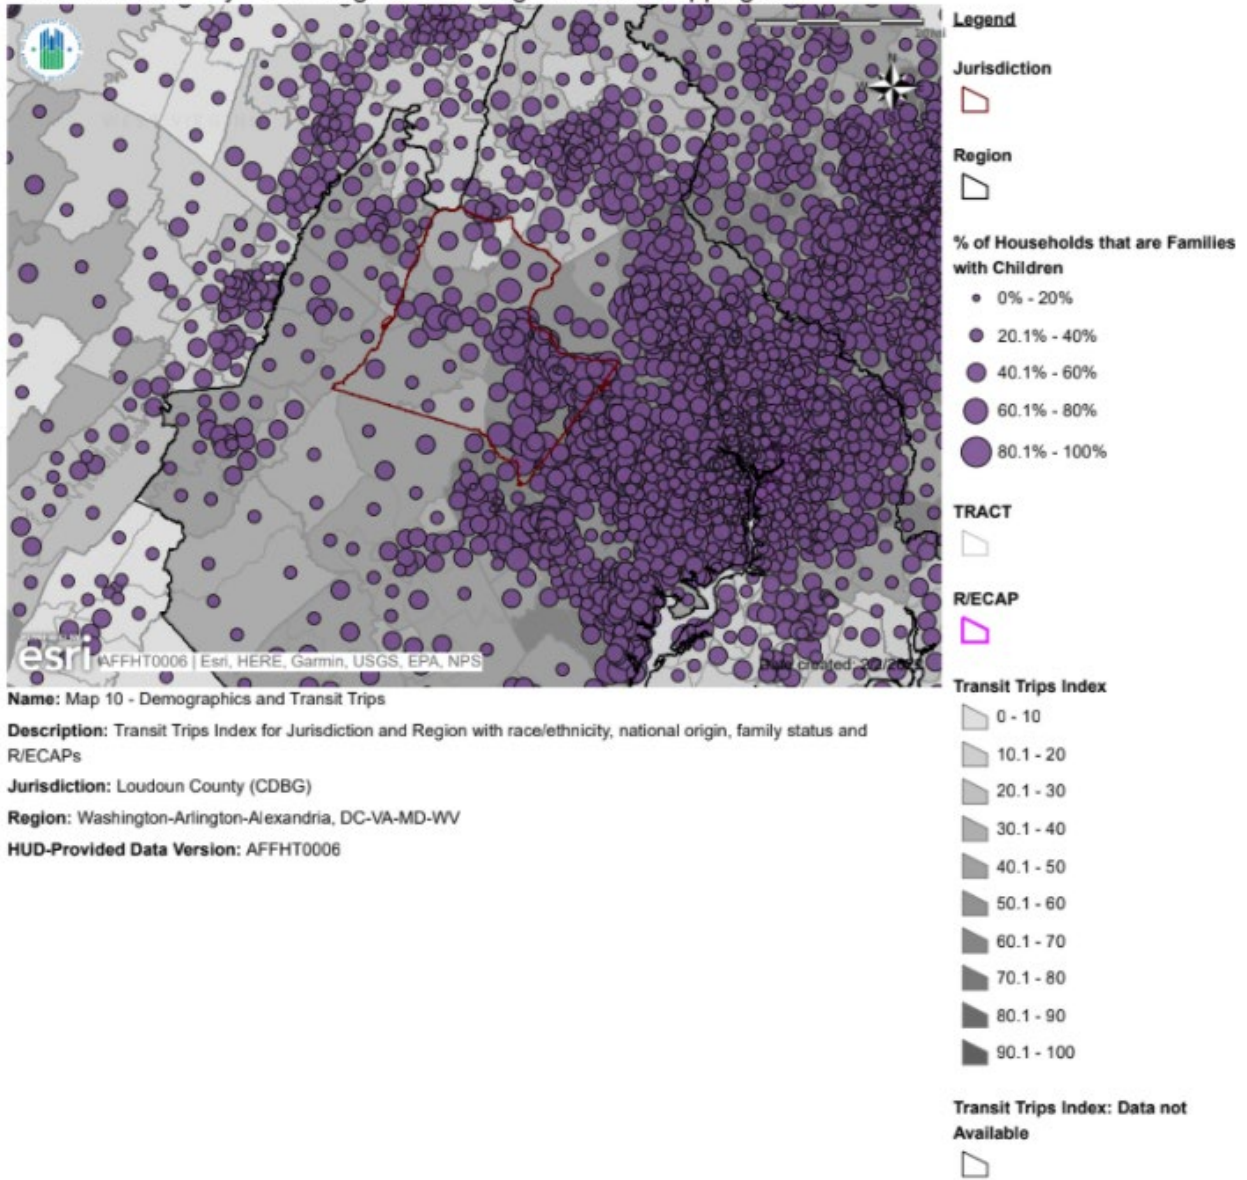 Legend
Jurisdiction
Region
% of Households that are Families
with Children
0% - 20%
20.1% - 40%
40.1% - 60%
60.1% - 80%
80.1% - 100%
TRACT
R/ECAP
Transit Trips Index
0 - 10
10.1 - 20
20.1 - 30
30.1 - 40
40.1 - 50
50.1 - 60
60.1 - 70
70.1 - 80
80.1 - 90
90.1 - 100
Transit Trips Index: Data not
Available
N
W
esri
AFFHT0006 | Esri, HERE, Garmin, USGS, EPA, NPS
created:
Name: Map 10 - Demographics and Transit Trips
Description: Transit Trips Index for Jurisdiction and Region with race/ethnicity, national origin, family status and
R/ECAPs
Jurisdiction: Loudoun County (CDBG)
Region: Washington-Arlington-Alexandria, DC-VA-MD-WV
HUD-Provided Data Version: AFFHT0006